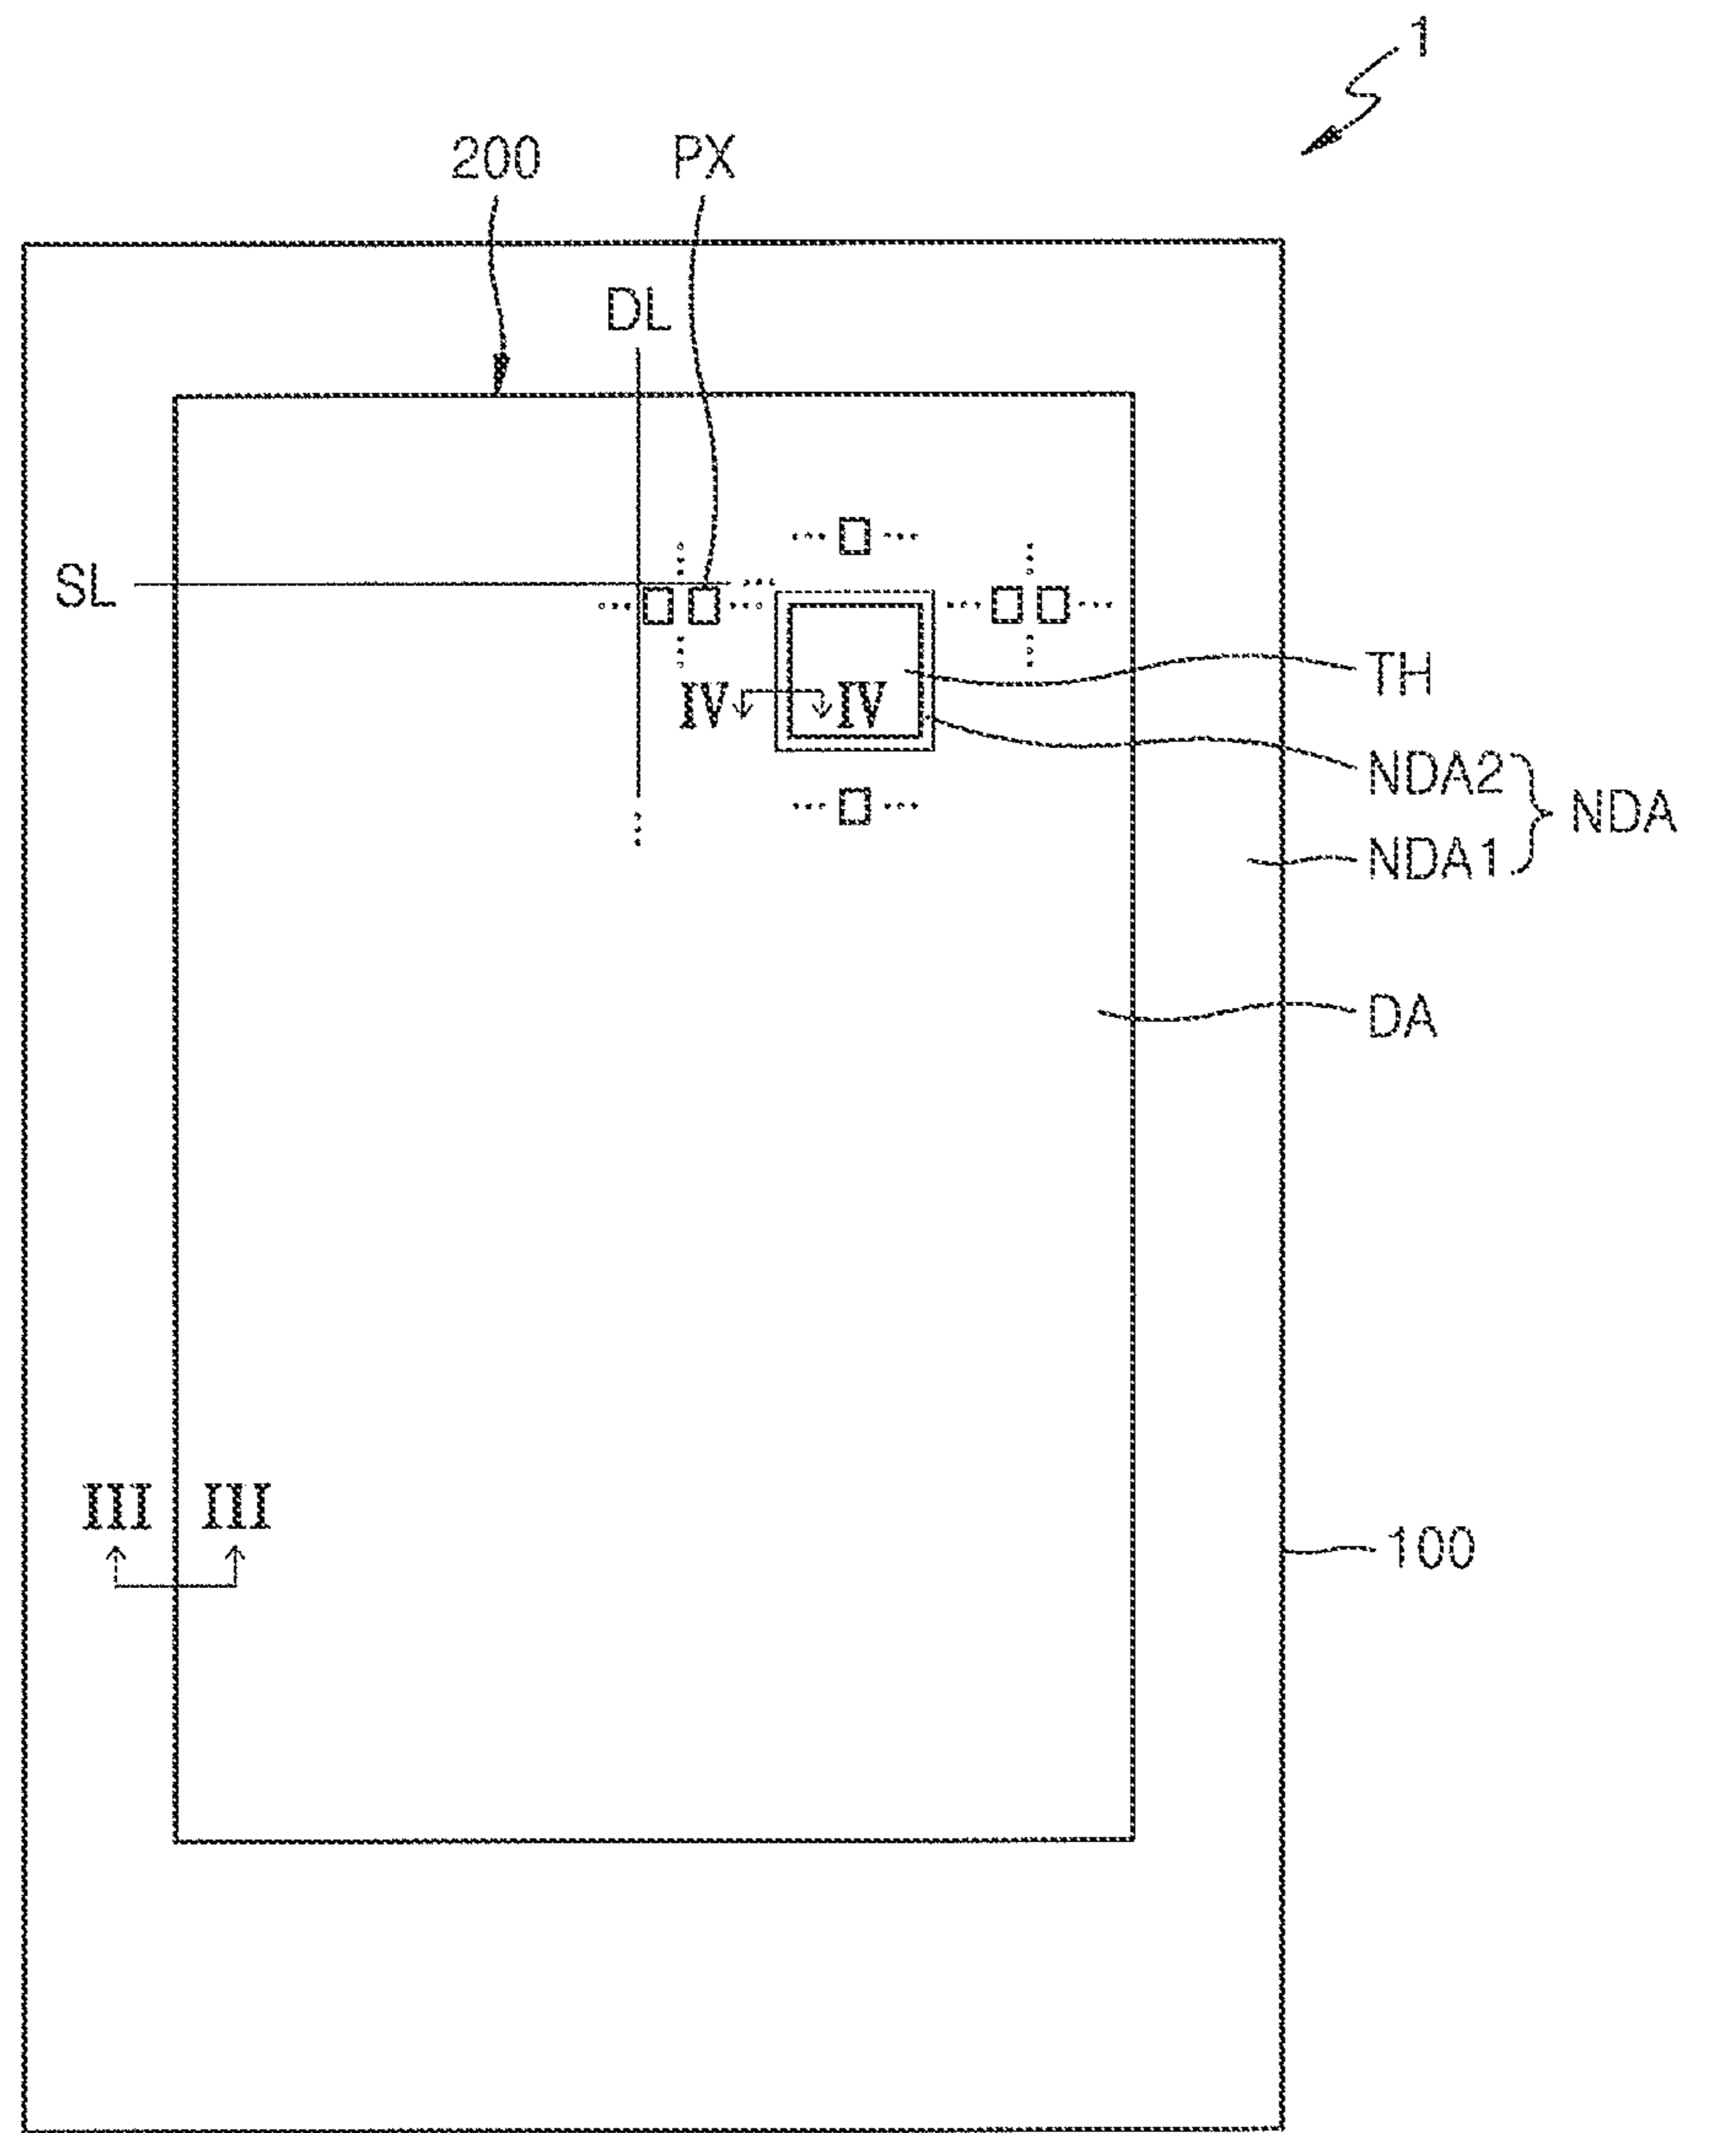 1
200 PX
DL
SL
TH
IV IV
NDA2
NDA
NDA1
DA
III III
100